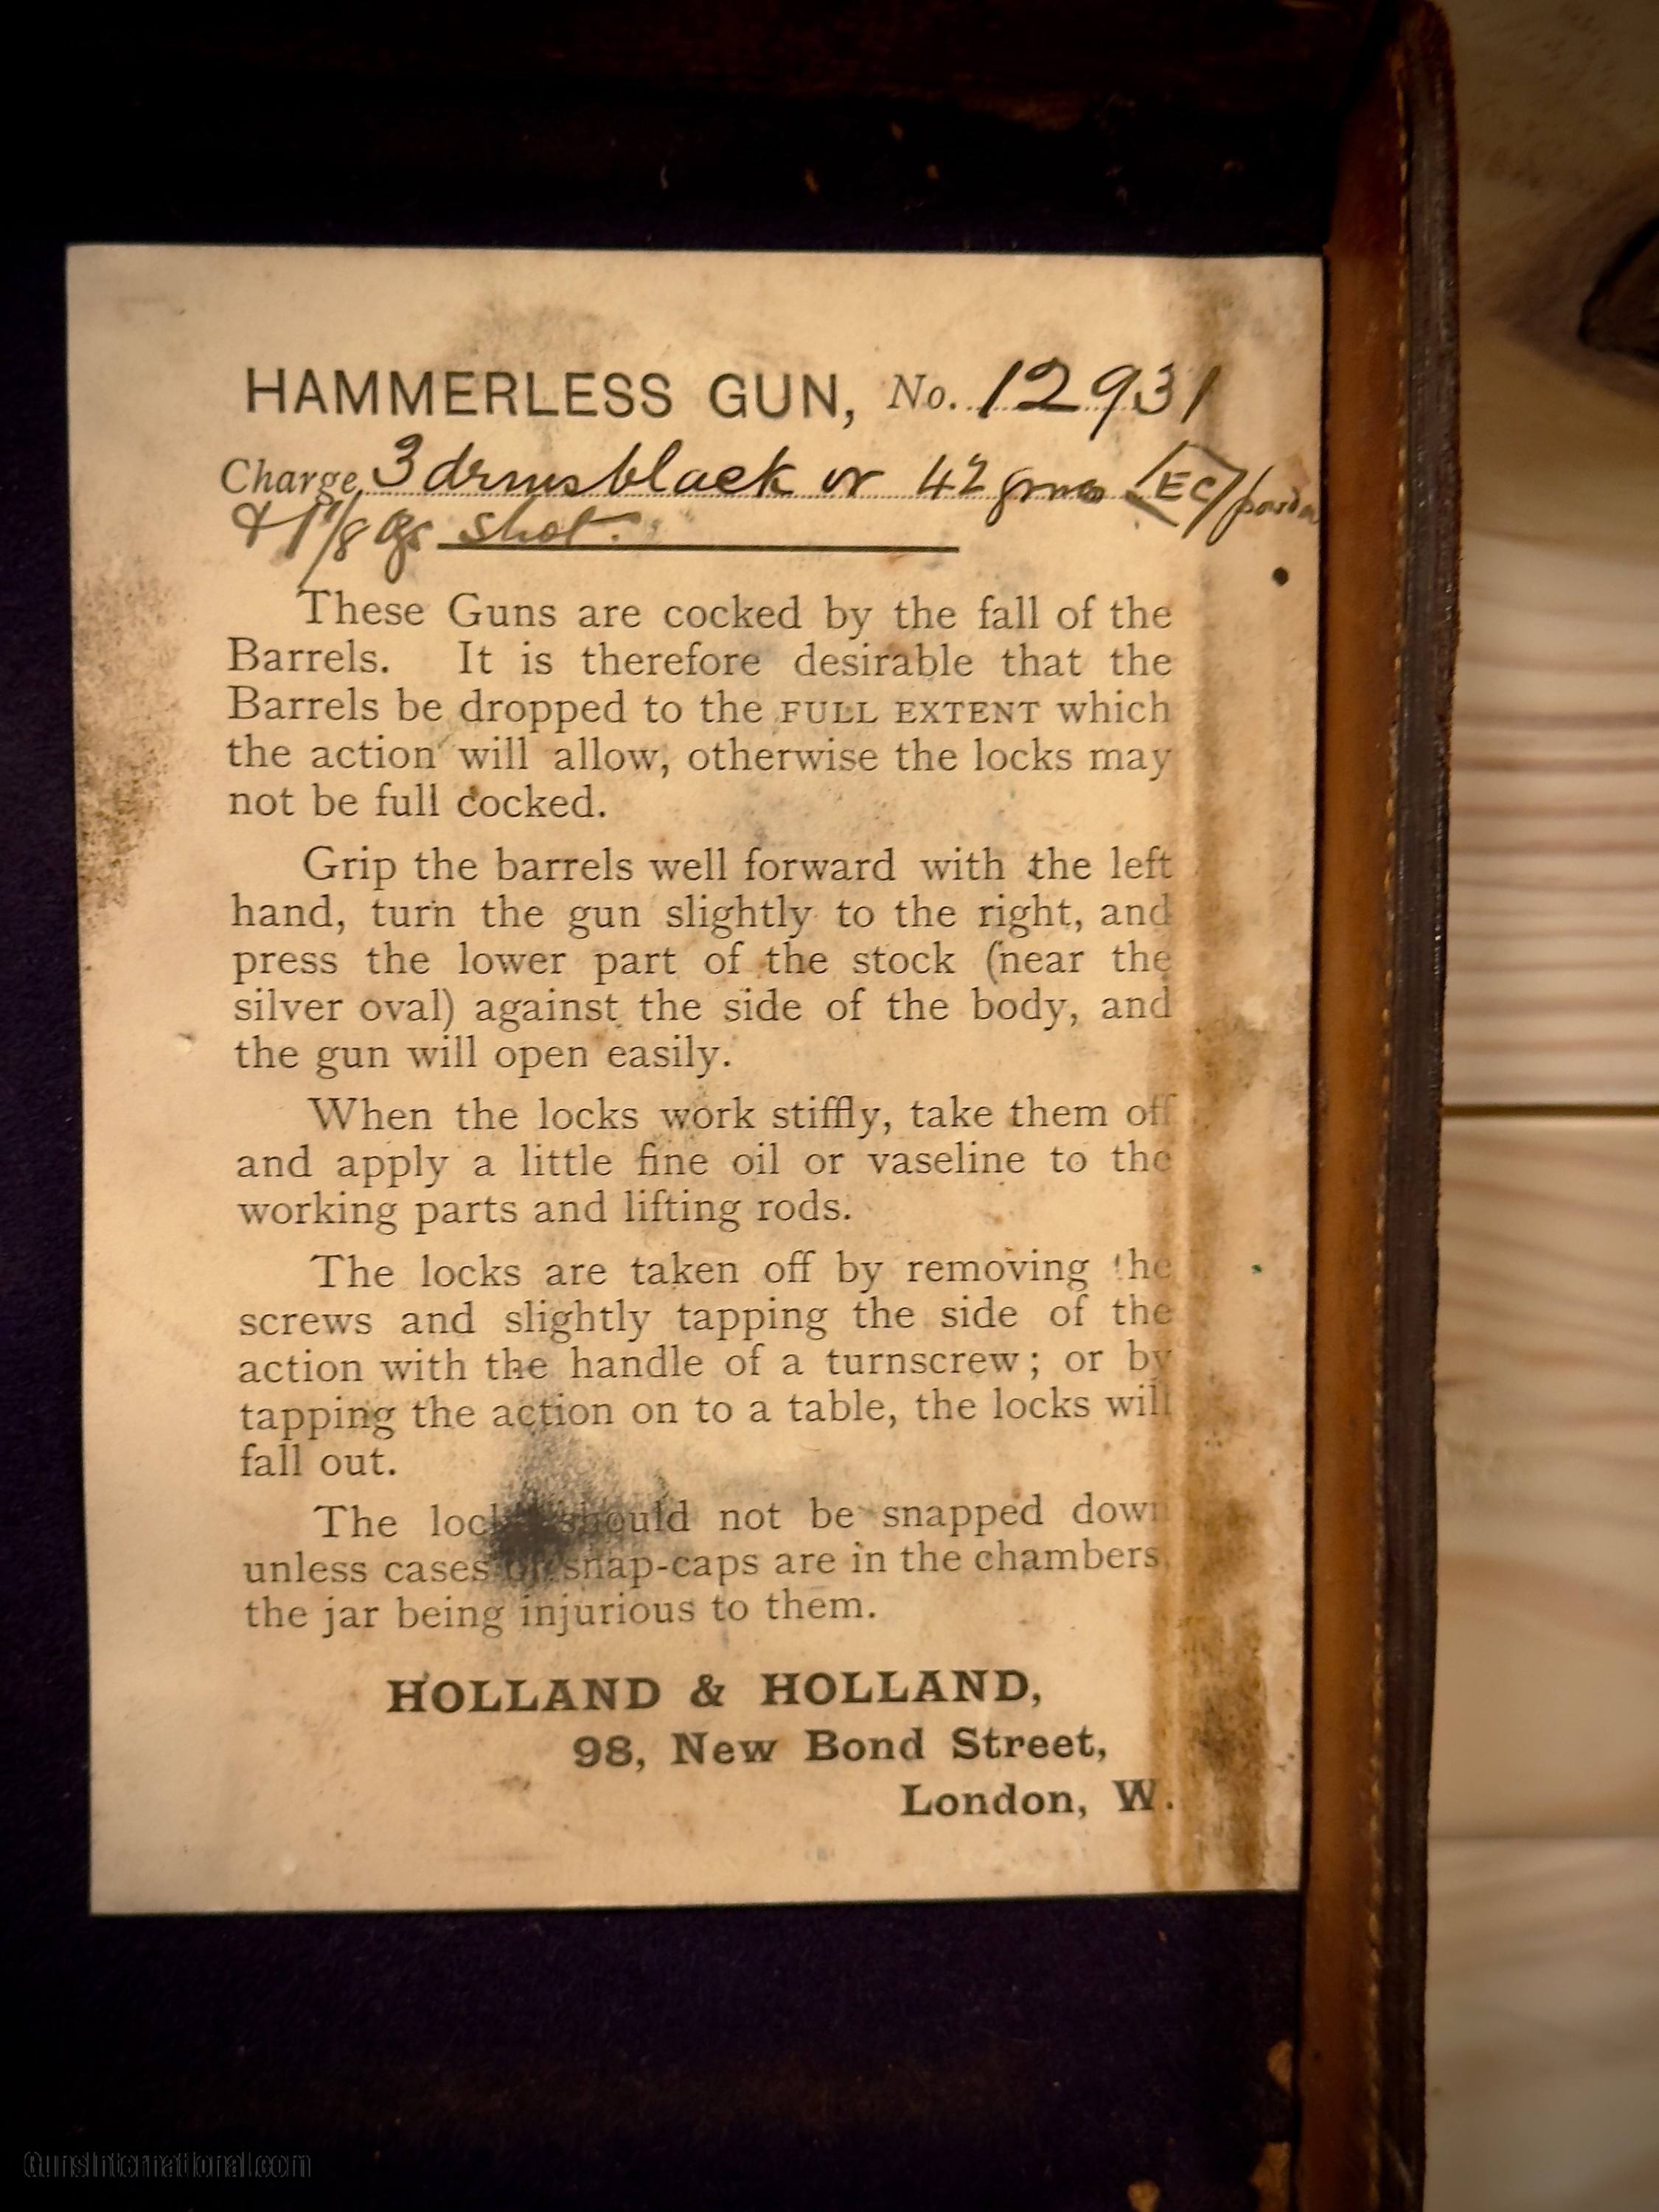 HAMMERLESS GUN, No. 12931
Charge 3 drms black or 42 grns "EC" powder
& 1 1/8 ozs shot.
These Guns are cocked by the fall of the
Barrels. It is therefore desirable that the
Barrels be dropped to the FULL EXTENT which
the action will allow, otherwise the locks may
not be full cocked.
Grip the barrels well forward with the left
hand, turn the gun slightly to the right, and
press the lower part of the stock (near the
silver oval) against the side of the body, and
the gun will open easily.
When the locks work stiffly, take them off
and apply a little fine oil or vaseline to the
working parts and lifting rods.
The locks are taken off by removing the
screws and slightly tapping the side of the
action with the handle of a turnscrew; or by
tapping the action on to a table, the locks will
fall out.
The locks should not be snapped down
unless cases or snap-caps are in the chambers,
the jar being injurious to them.
HOLLAND & HOLLAND,
98, New Bond Street,
London, W.
GunsInternational.com